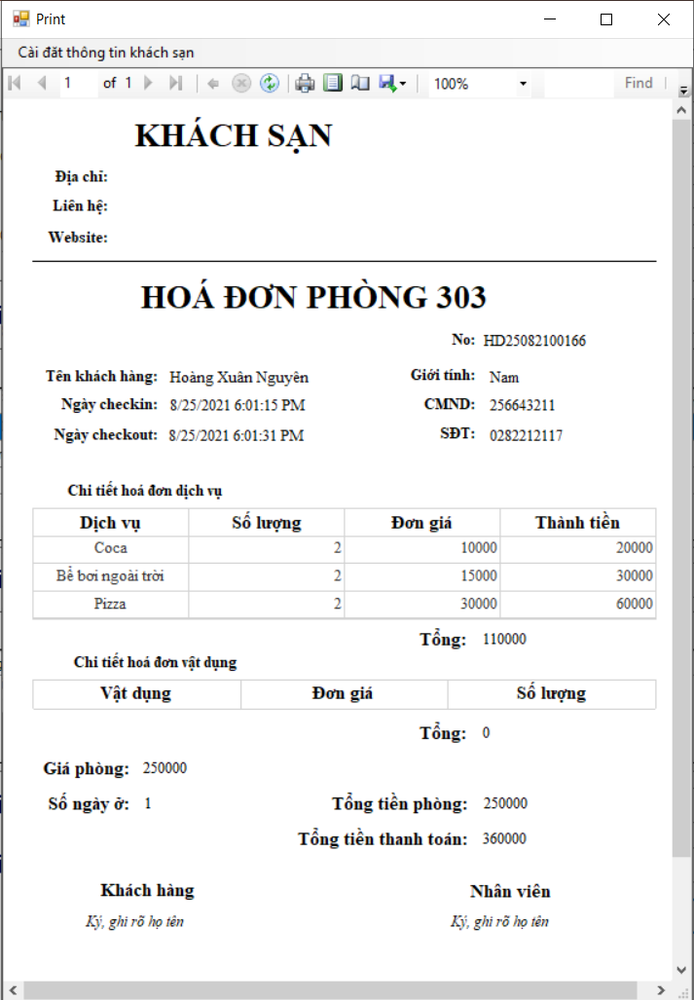 Print
Cài đặt thông tin khách sạn
1 of 1 100% Find
KHÁCH SẠN
Địa chỉ:
Liên hệ:
Website:
HOÁ ĐƠN PHÒNG 303
No: HD25082100166
Tên khách hàng: Hoàng Xuân Nguyên Giới tính: Nam
Ngày checkin: 8/25/2021 6:01:15 PM CMND: 256643211
Ngày checkout: 8/25/2021 6:01:31 PM SĐT: 0282212117
Chi tiết hoá đơn dịch vụ
Dịch vụ Số lượng Đơn giá Thành tiền
Coca 2 10000 20000
Bể bơi ngoài trời 2 15000 30000
Pizza 2 30000 60000
Tổng: 110000
Chi tiết hoá đơn vật dụng
Vật dụng Đơn giá Số lượng
Tổng: 0
Giá phòng: 250000
Số ngày ở: 1 Tổng tiền phòng: 250000
Tổng tiền thanh toán: 360000
Khách hàng Nhân viên
Ký, ghi rõ họ tên Ký, ghi rõ họ tên